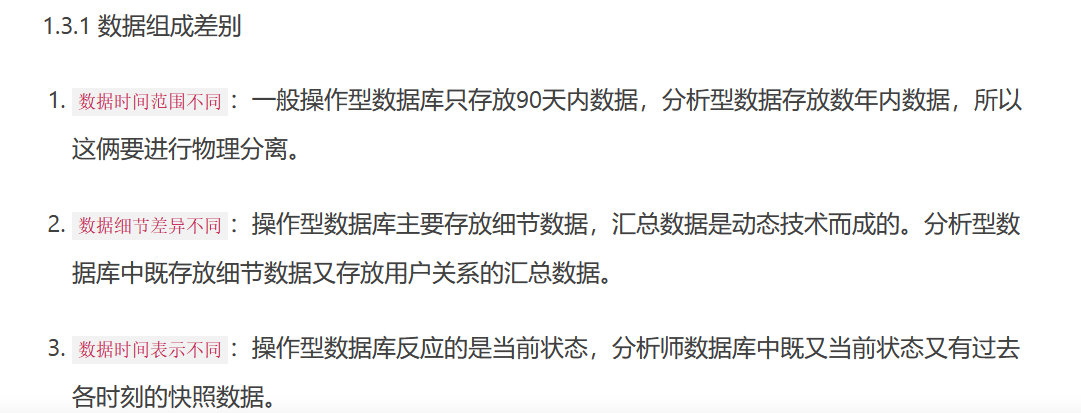 1.3.1 数据组成差别
1. 数据时间范围不同：一般操作型数据库只存放90天内数据，分析型数据存放数年内数据，所以
这俩要进行物理分离。
2. 数据细节差异不同：操作型数据库主要存放细节数据，汇总数据是动态技术而成的。分析型数
据库中既存放细节数据又存放用户关系的汇总数据。
3. 数据时间表示不同：操作型数据库反应的是当前状态，分析师数据库中既又当前状态又有过去
各时刻的快照数据。